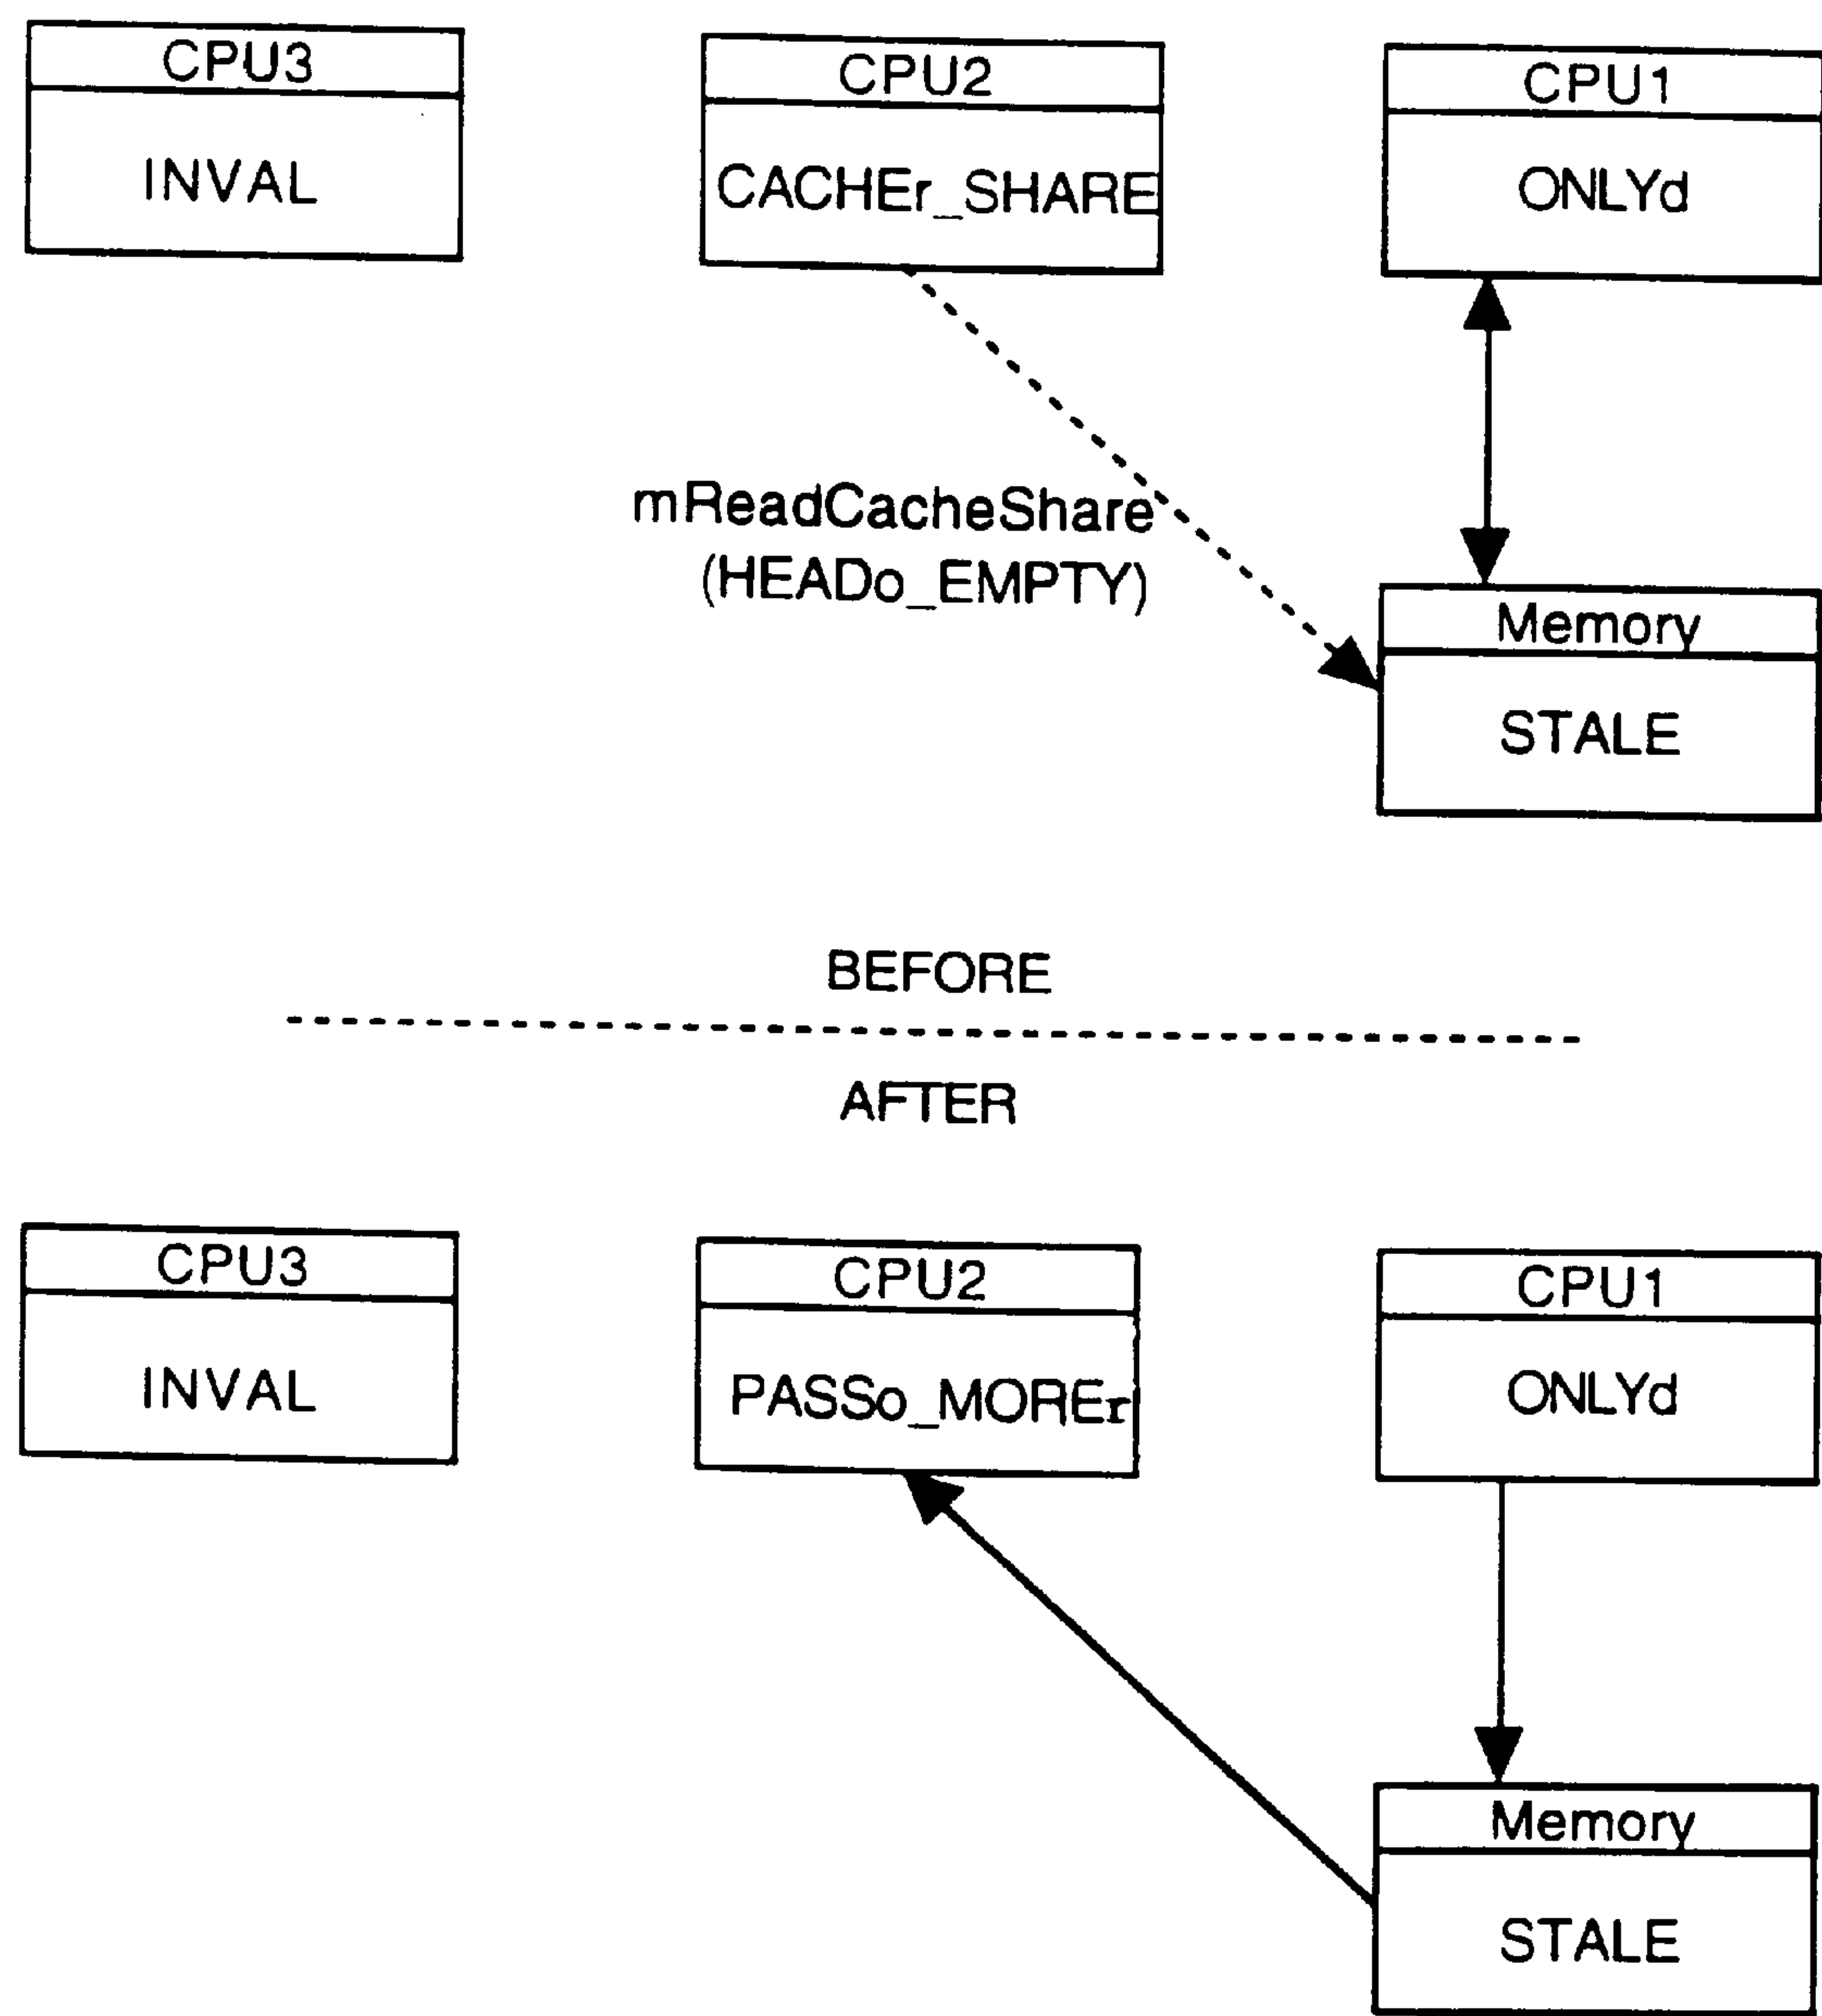 CPU3
CPU2
CPU1
INVAL
CACHEr_SHARE
ONLYd
mReadCacheShare
(HEADo_EMPTY)
Memory
STALE
BEFORE
AFTER
CPU3
CPU2
CPU1
INVAL
PASSo_MOREr
ONLYd
Memory
STALE